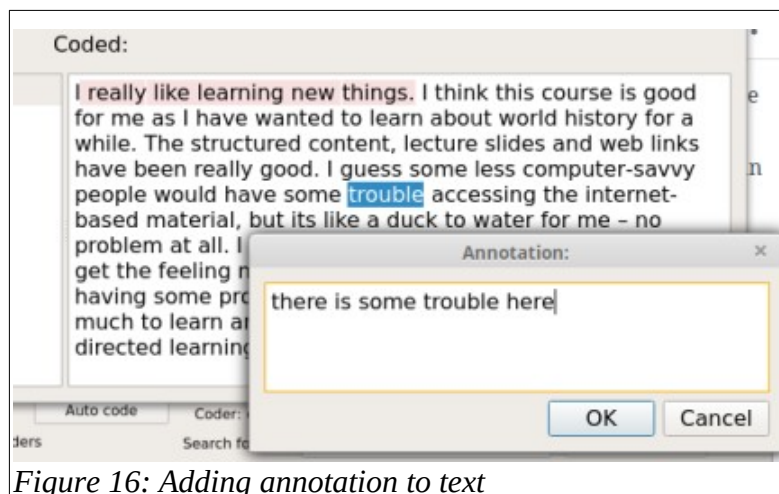 Coded:
I really like learning new things. I think this course is good
for me as I have wanted to learn about world history for a
while. The structured content, lecture slides and web links
have been really good. I guess some less computer-savvy
people would have some trouble accessing the internet-
based material, but its like a duck to water for me – no
problem at all. I
get the feeling
having some
much to learn
directed learning
Annotation:
there is some trouble here
OK Cancel
Auto code
Coder:
Search
Figure 16: Adding annotation to text